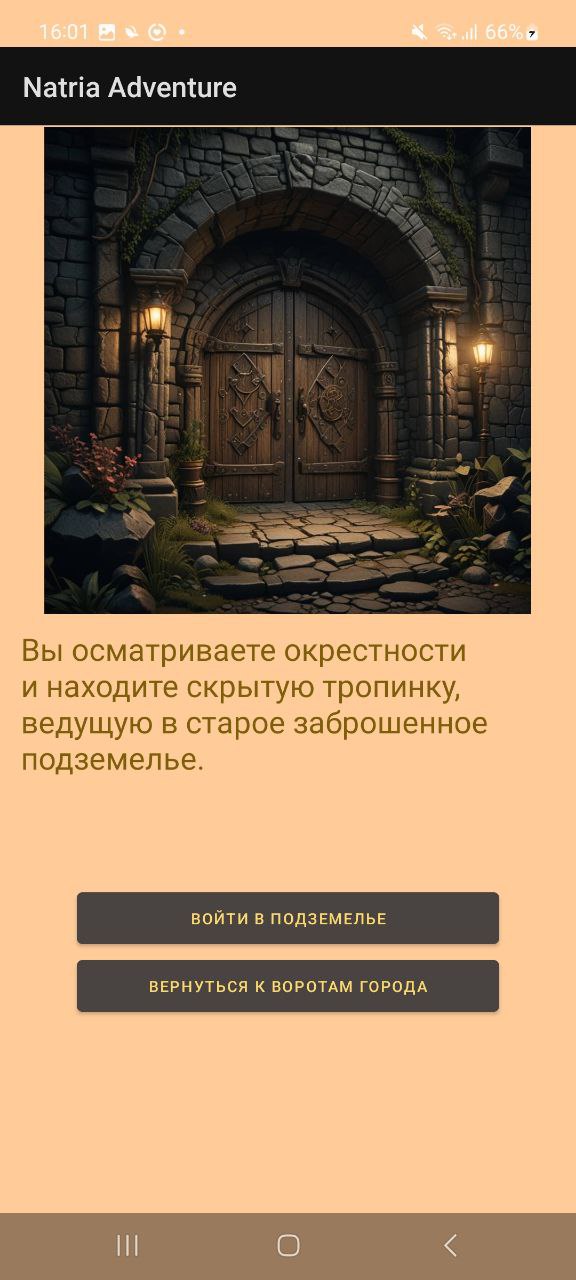 16:01
66%
Natria Adventure
Вы осматриваете окрестности
и находите скрытую тропинку,
ведущую в старое заброшенное
подземелье.
ВОЙТИ В ПОДЗЕМЕЛЬЕ
ВЕРНУТЬСЯ К ВОРОТАМ ГОРОДА